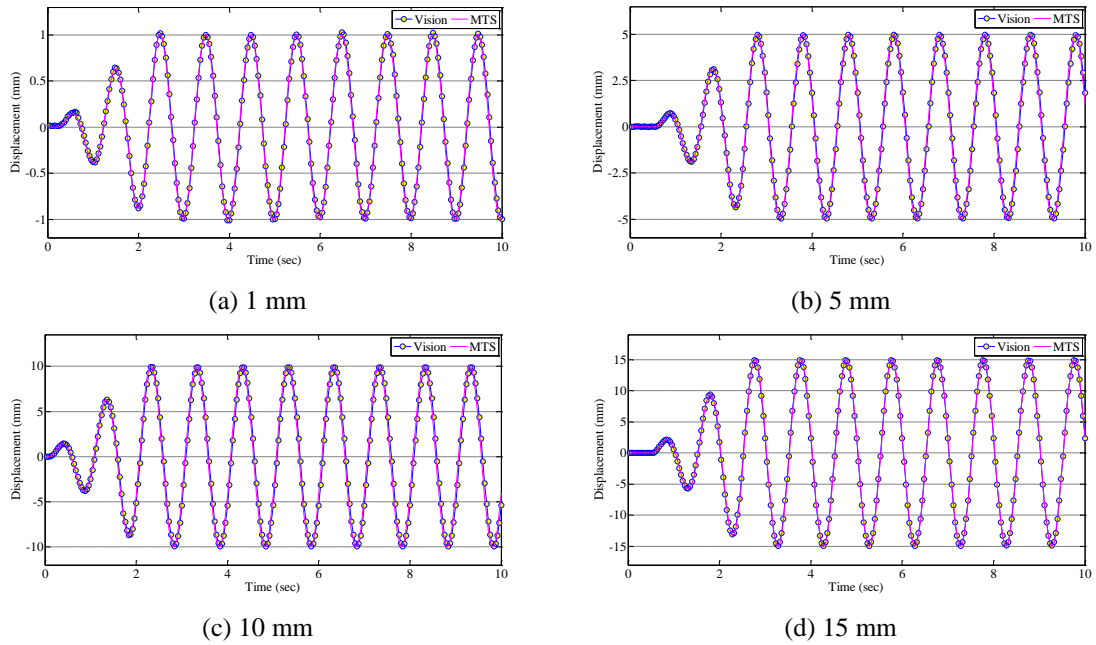 Vision MTS
1
0.5
0
-0.5
-1
Displacement (mm)
0 2 4 6 8 10
Time (sec)
(a) 1 mm
Vision MTS
5
2.5
0
-2.5
-5
Displacement (mm)
0 2 4 6 8 10
Time (sec)
(b) 5 mm
Vision MTS
10
5
0
-5
-10
Displacement (mm)
0 2 4 6 8 10
Time (sec)
(c) 10 mm
Vision MTS
15
10
5
0
-5
-10
-15
Displacement (mm)
0 2 4 6 8 10
Time (sec)
(d) 15 mm